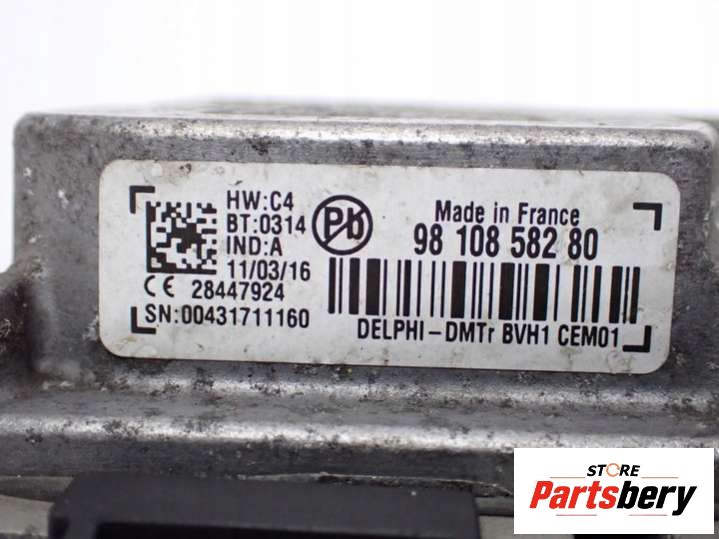 HW:C4
BT:0314
IND:A
11/03/16
CE 28447924
SN:00431711160
Pb
Made in France
98 108 582 80
DELPHI-DMTr BVH1 CEM01
STORE
Partsbery